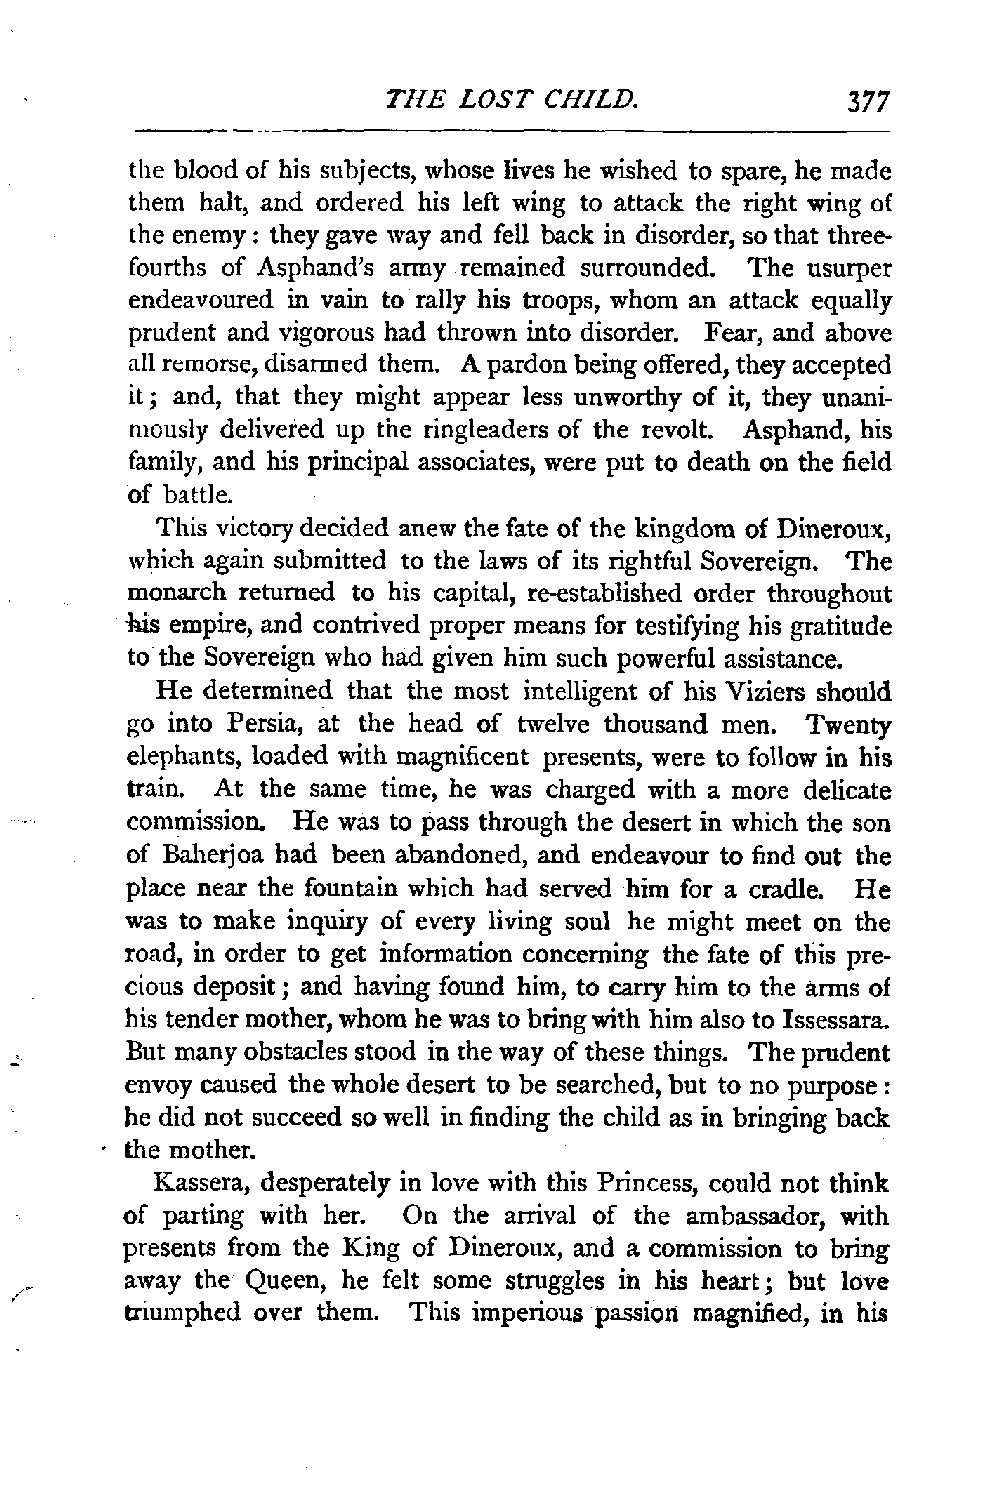 THE LOST CHILD. 377
the blood of his subjects, whose lives he wished to spare, he made
them halt, and ordered his left wing to attack the right wing of
the enemy: they gave way and fell back in disorder, so that three-
fourths of Asphand's army remained surrounded. The usurper
endeavoured in vain to rally his troops, whom an attack equally
prudent and vigorous had thrown into disorder. Fear, and above
all remorse, disarmed them. A pardon being offered, they accepted
it; and, that they might appear less unworthy of it, they unani-
mously delivered up the ringleaders of the revolt. Asphand, his
family, and his principal associates, were put to death on the field
of battle.
This victory decided anew the fate of the kingdom of Dineroux,
which again submitted to the laws of its rightful Sovereign. The
monarch returned to his capital, re-established order throughout
his empire, and contrived proper means for testifying his gratitude
to the Sovereign who had given him such powerful assistance.
He determined that the most intelligent of his Viziers should
go into Persia, at the head of twelve thousand men. Twenty
elephants, loaded with magnificent presents, were to follow in his
train. At the same time, he was charged with a more delicate
commission. He was to pass through the desert in which the son
of Baherjoa had been abandoned, and endeavour to find out the
place near the fountain which had served him for a cradle. He
was to make inquiry of every living soul he might meet on the
road, in order to get information concerning the fate of this pre-
cious deposit; and having found him, to carry him to the arms of
his tender mother, whom he was to bring with him also to Issessara.
But many obstacles stood in the way of these things. The prudent
envoy caused the whole desert to be searched, but to no purpose:
he did not succeed so well in finding the child as in bringing back
the mother.
Kassera, desperately in love with this Princess, could not think
of parting with her. On the arrival of the ambassador, with
presents from the King of Dineroux, and a commission to bring
away the Queen, he felt some struggles in his heart; but love
triumphed over them. This imperious passion magnified, in his